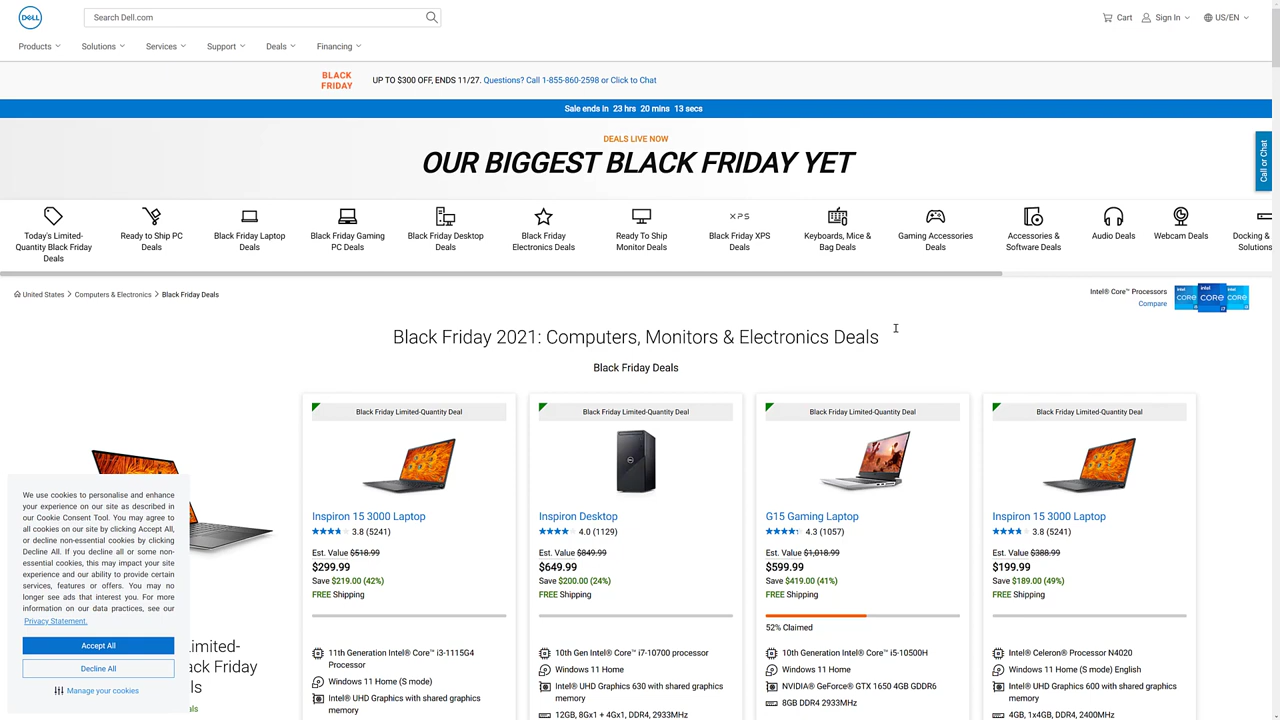 DELL
Search Dell.com
Cart
Sign In
US/EN
Products
Solutions
Services
Support
Deals
Financing
BLACK
FRIDAY
UP TO $300 OFF, ENDS 11/27. Questions? Call 1-855-860-2598 or Click to Chat
Sale ends in 23 hrs 20 mins 13 secs
DEALS LIVE NOW
OUR BIGGEST BLACK FRIDAY YET
Call or Chat
Today's Limited-
Quantity Black Friday
Deals
Ready to Ship PC
Deals
Black Friday Laptop
Deals
Black Friday Gaming
PC Deals
Black Friday Desktop
Deals
Black Friday
Electronics Deals
Ready To Ship
Monitor Deals
XPS
Black Friday XPS
Deals
Keyboards, Mice &
Bag Deals
Gaming Accessories
Deals
Accessories &
Software Deals
Audio Deals
Webcam Deals
Docking &
Solutions
United States
Computers & Electronics
Black Friday Deals
Intel® Core™ Processors
Compare
intel
CORE
intel
CORE
intel
CORE
Black Friday 2021: Computers, Monitors & Electronics Deals
Black Friday Deals
Black Friday Limited-Quantity Deal
Inspiron 15 3000 Laptop
3.8 (5241)
Est. Value $518.99
$299.99
Save $219.00 (42%)
FREE Shipping
11th Generation Intel® Core™ i3-1115G4
Processor
Windows 11 Home (S mode)
Intel® UHD Graphics with shared graphics
memory
Black Friday Limited-Quantity Deal
Inspiron Desktop
4.0 (1129)
Est. Value $849.99
$649.99
Save $200.00 (24%)
FREE Shipping
10th Gen Intel® Core™ i7-10700 processor
Windows 11 Home
Intel® UHD Graphics 630 with shared graphics
memory
12GB, 8Gx1 + 4Gx1, DDR4, 2933MHz
Black Friday Limited-Quantity Deal
G15 Gaming Laptop
4.3 (1057)
Est. Value $1,018.99
$599.99
Save $419.00 (41%)
FREE Shipping
52% Claimed
10th Generation Intel® Core™ i5-10500H
Windows 11 Home
NVIDIA® GeForce® GTX 1650 4GB GDDR6
8GB DDR4 2933MHz
Black Friday Limited-Quantity Deal
Inspiron 15 3000 Laptop
3.8 (5241)
Est. Value $388.99
$199.99
Save $189.00 (49%)
FREE Shipping
Intel® Celeron® Processor N4020
Windows 11 Home (S mode) English
Intel® UHD Graphics 600 with shared graphics
memory
4GB, 1x4GB, DDR4, 2400MHz
We use cookies to personalise and enhance
your experience on our site as described in
our Cookie Consent Tool. You may agree to
all cookies on our site by clicking Accept All,
or decline non-essential cookies by clicking
Decline All. If you decline all or some non-
essential cookies, this may impact your site
experience and our ability to provide certain
services, features or offers. You may no
longer see ads that interest you. For more
information on our data practices, see our
Privacy Statement.
Accept All
Decline All
Manage your cookies
imited-
ack Friday
ls
als